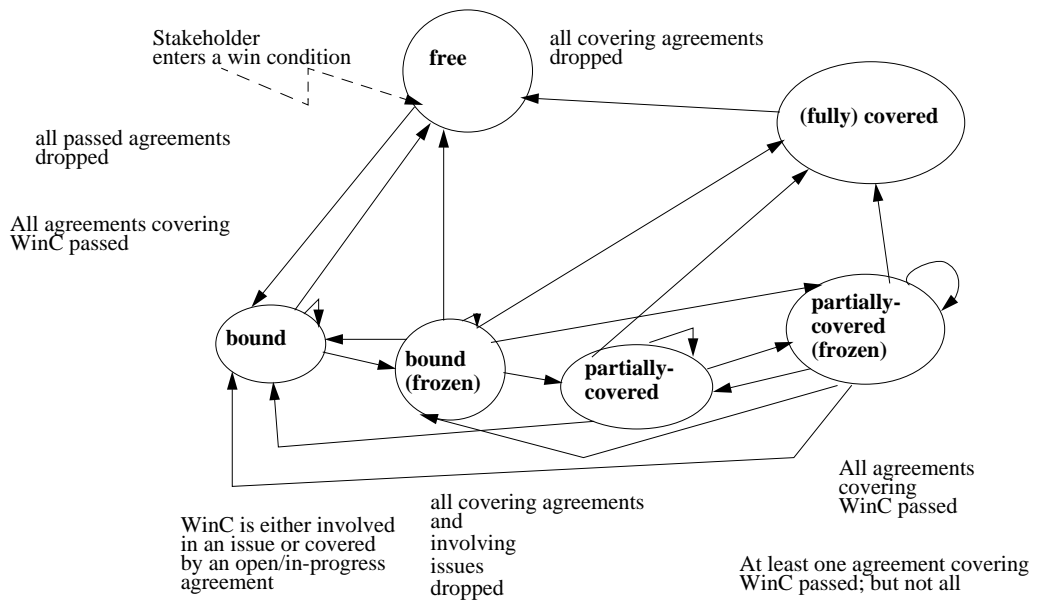 Stakeholder
enters a win condition
free
all covering agreements
dropped
(fully) covered
all passed agreements
dropped
All agreements covering
WinC passed
bound
bound
(frozen)
partially-
covered
partially-
covered
(frozen)
All agreements
covering
WinC passed
WinC is either involved
in an issue or covered
by an open/in-progress
agreement
all covering agreements
and
involving
issues
dropped
At least one agreement covering
WinC passed; but not all